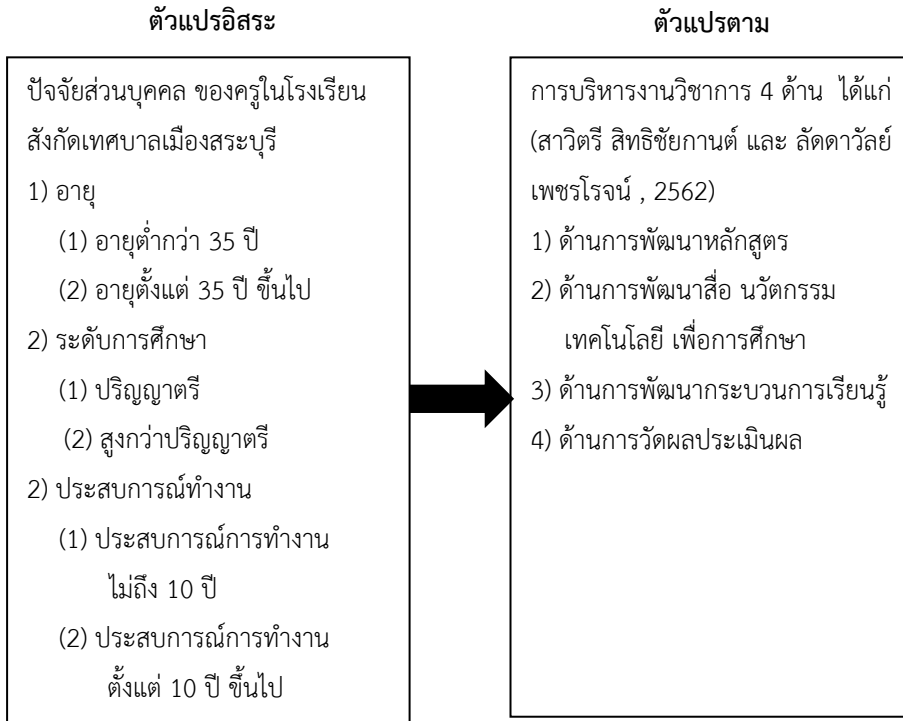 ตัวแปรอิสระ
ปัจจัยส่วนบุคคล ของครูในโรงเรียน
สังกัดเทศบาลเมืองสระบุรี
1) อายุ
(1) อายุต่ำกว่า 35 ปี
(2) อายุตั้งแต่ 35 ปี ขึ้นไป
2) ระดับการศึกษา
(1) ปริญญาตรี
(2) สูงกว่าปริญญาตรี
2) ประสบการณ์ทำงาน
(1) ประสบการณ์การทำงาน
ไม่ถึง 10 ปี
(2) ประสบการณ์การทำงาน
ตั้งแต่ 10 ปี ขึ้นไป
ตัวแปรตาม
การบริหารงานวิชาการ 4 ด้าน ได้แก่
(สาวิตรี สิทธิชัยกานต์ และ ลัดดาวัลย์
เพชรโรจน์ , 2562)
1) ด้านการพัฒนาหลักสูตร
2) ด้านการพัฒนาสื่อ นวัตกรรม
เทคโนโลยี เพื่อการศึกษา
3) ด้านการพัฒนากระบวนการเรียนรู้
4) ด้านการวัดผลประเมินผล